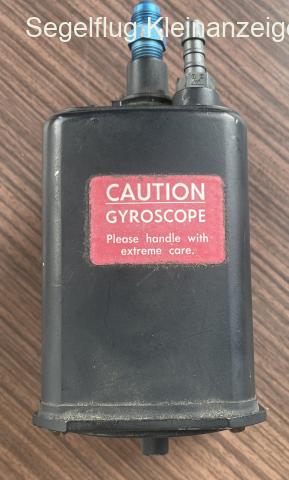 Segelflug Kleinanzeige
CAUTION
GYROSCOPE
Please handle with
extreme care.